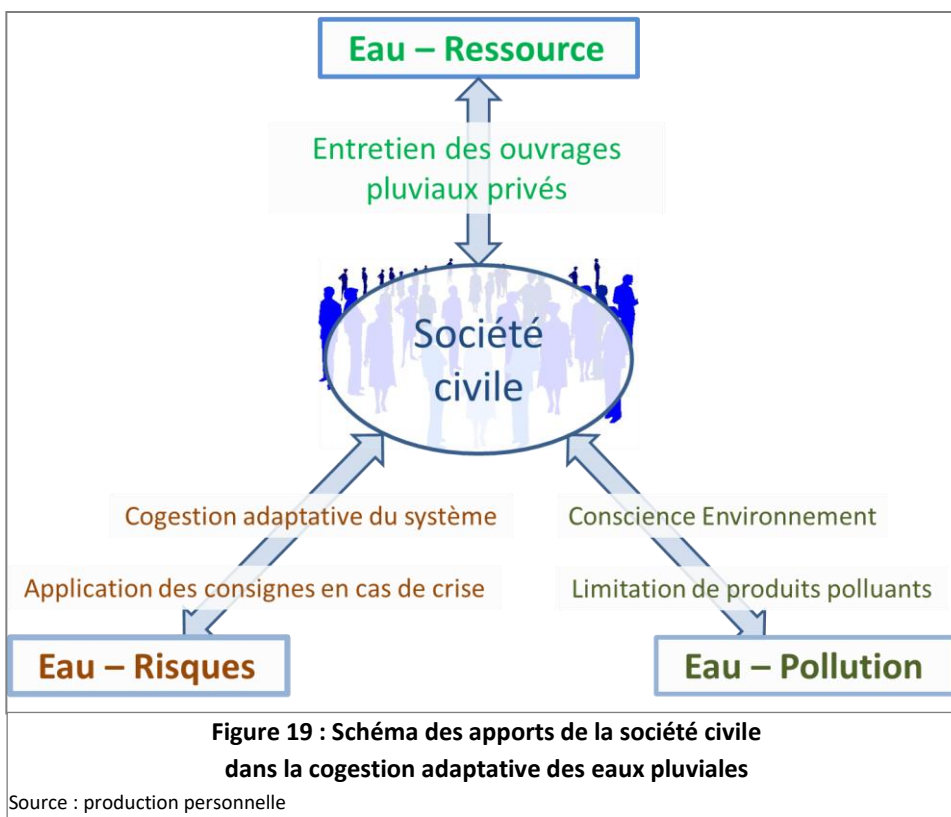 Eau – Ressource
Entretien des ouvrages
pluviaux privés
Société
civile
Cogestion adaptative du système
Conscience Environnement
Application des consignes en cas de crise
Limitation de produits polluants
Eau – Risques
Eau – Pollution
Figure 19 : Schéma des apports de la société civile
dans la cogestion adaptative des eaux pluviales
Source : production personnelle